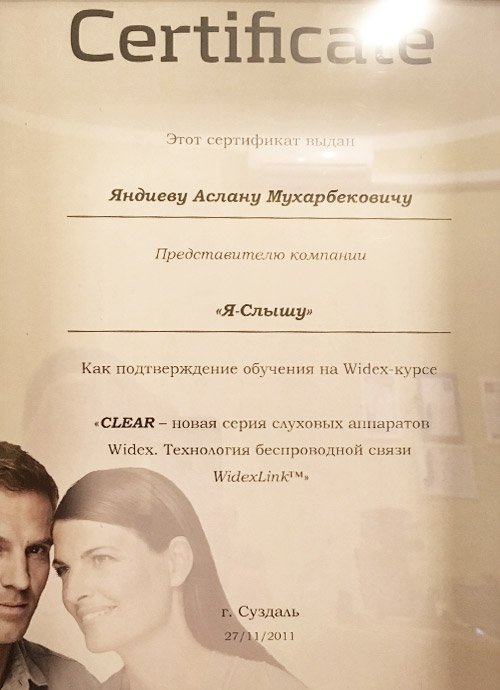 Certificate
Этот сертификат выдан
Яндиеву Аслану Мухарбековичу
Представителю компании
«Я-Слышу»
Как подтверждение обучения на Widex-курсе
«CLEAR – новая серия слуховых аппаратов
Widex. Технология беспроводной связи
WidexLink™»
г. Суздаль
27/11/2011